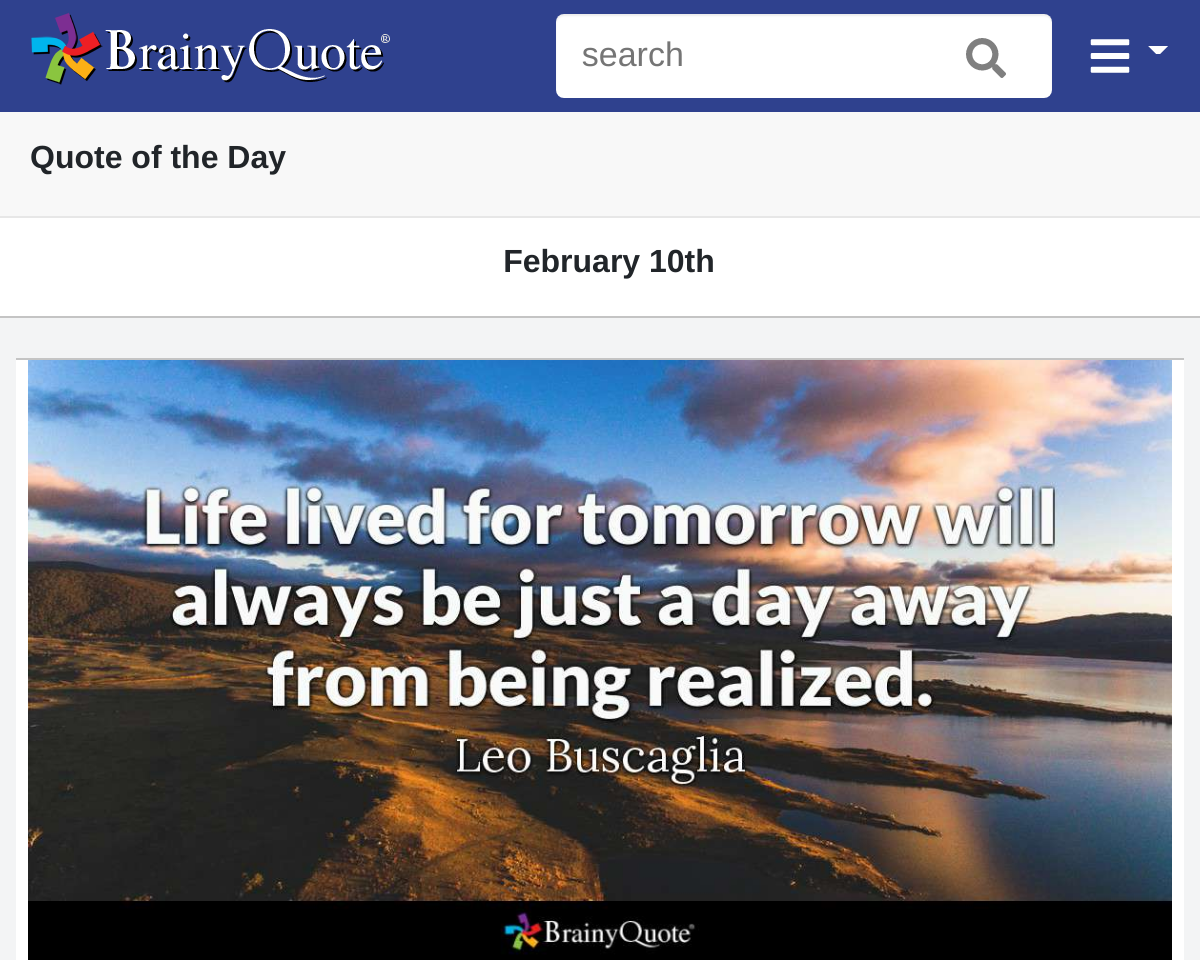 BrainyQuote®
search
Quote of the Day
February 10th
Life lived for tomorrow will
always be just a day away
from being realized.
Leo Buscaglia
BrainyQuote®